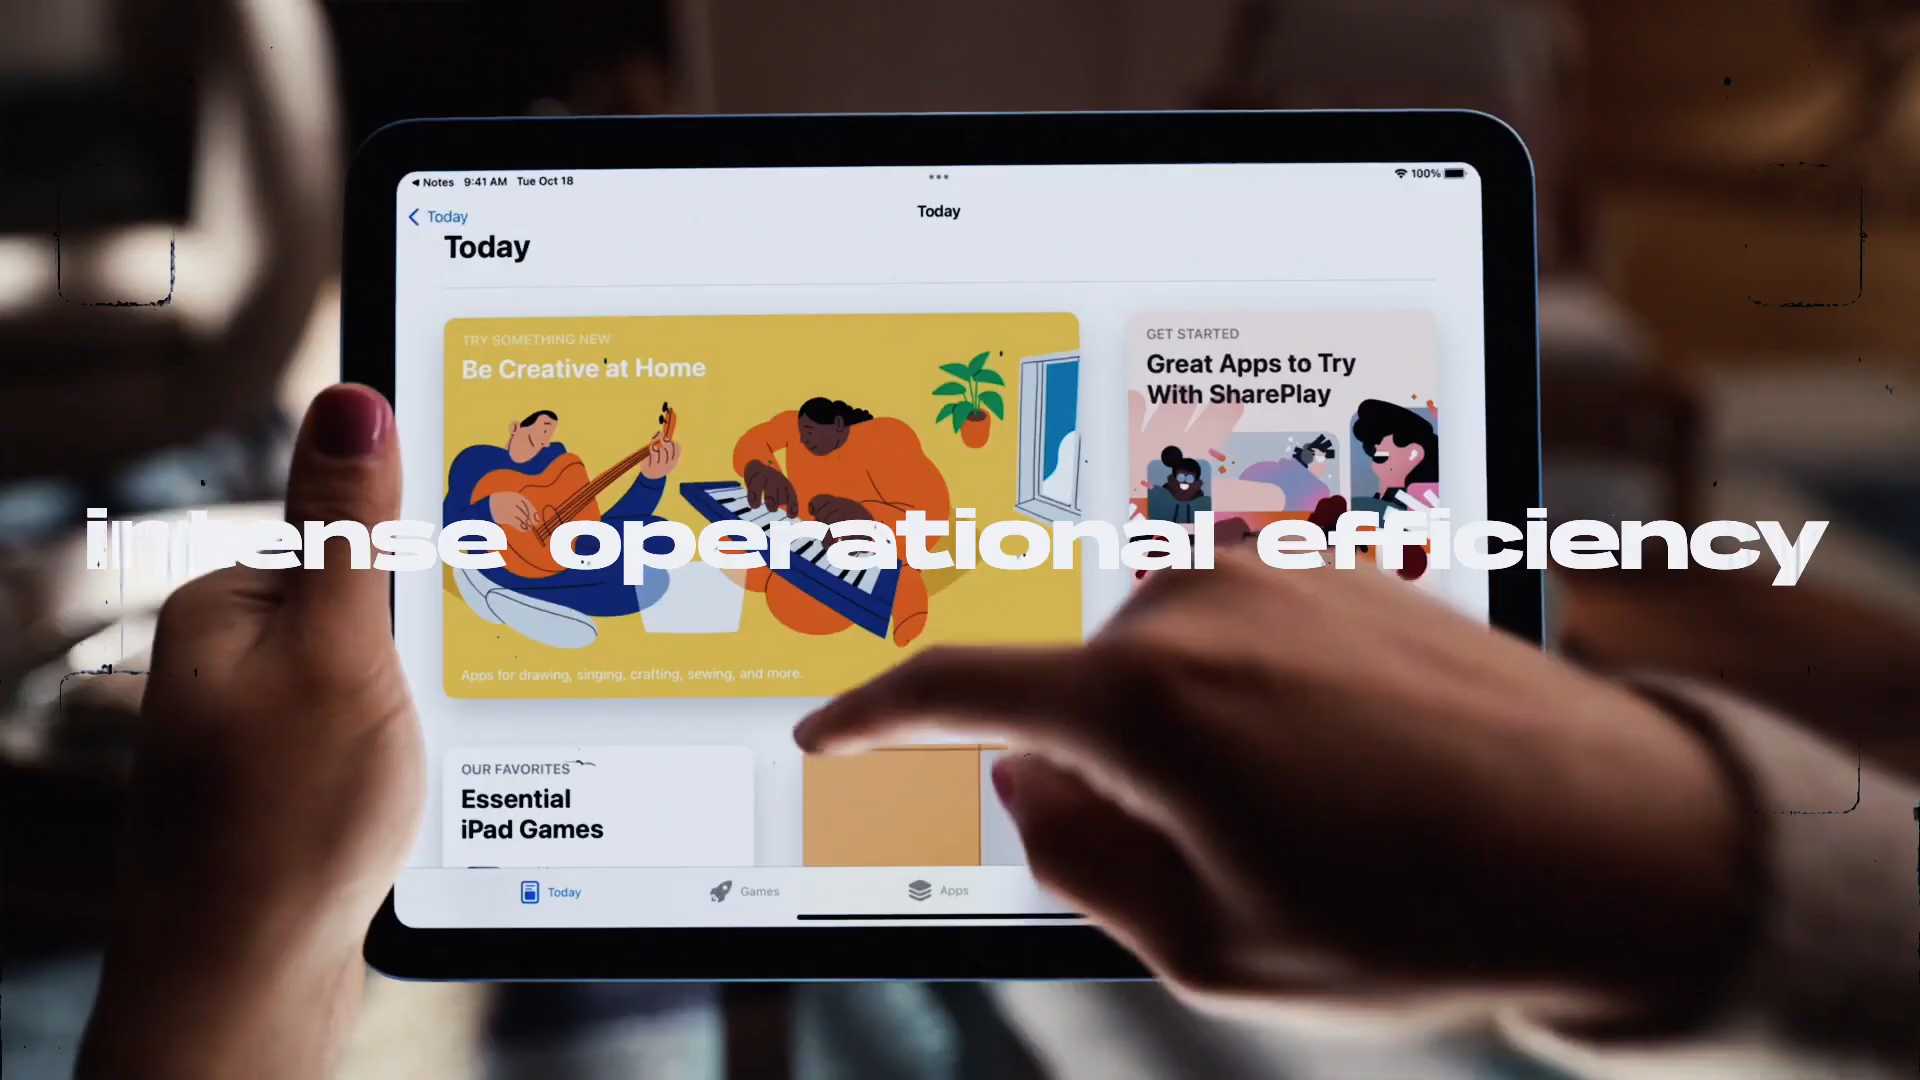 Notes 9:41 AM Tue Oct 18
100%
Today
Today
Today
TRY SOMETHING NEW
Be Creative at Home
Apps for drawing, singing, crafting, sewing, and more.
GET STARTED
Great Apps to Try
With SharePlay
intense operational efficiency
OUR FAVORITES
Essential
iPad Games
Today
Games
Apps